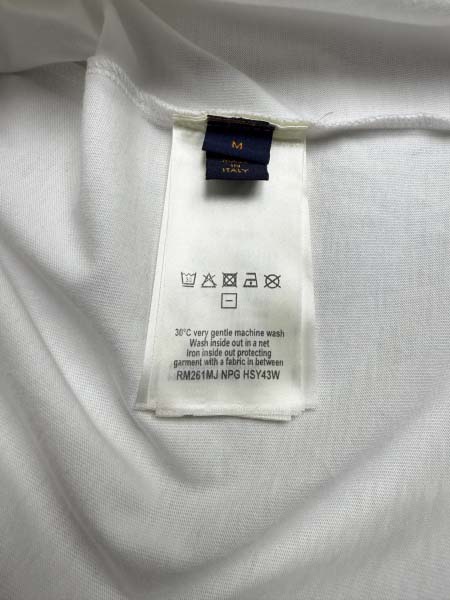 M
MADE
IN
ITALY
30°C very gentle machine wash
Wash inside out in a net
Iron inside out protecting
garment with a fabric in between
RM261MJ NPG HSY43W